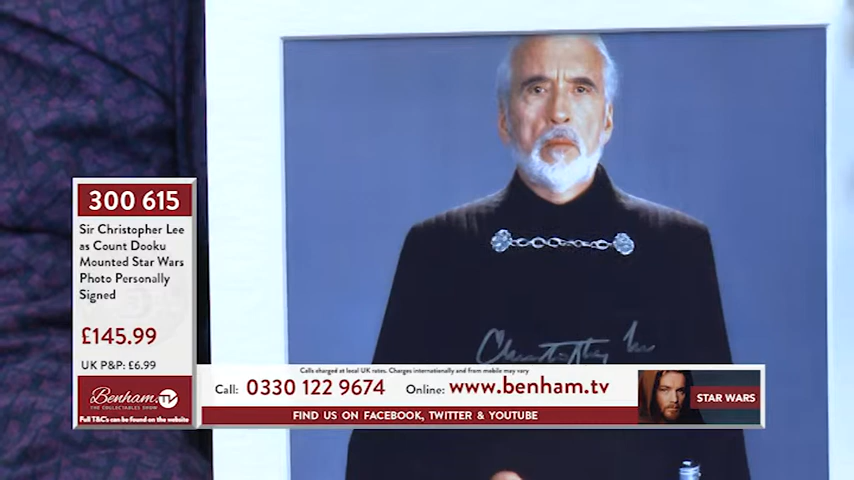 300 615
Sir Christopher Lee
as Count Dooku
Mounted Star Wars
Photo Personally
Signed
£145.99
UK P&P: £6.99
Benham.TV
THE COLLECTABLES SHOW
Full T&C's can be found on the website
Christopher Lee
Calls charged at local UK rates. Charges internationally and from mobile may vary
Call: 0330 122 9674 Online: www.benham.tv
FIND US ON FACEBOOK, TWITTER & YOUTUBE
STAR WARS